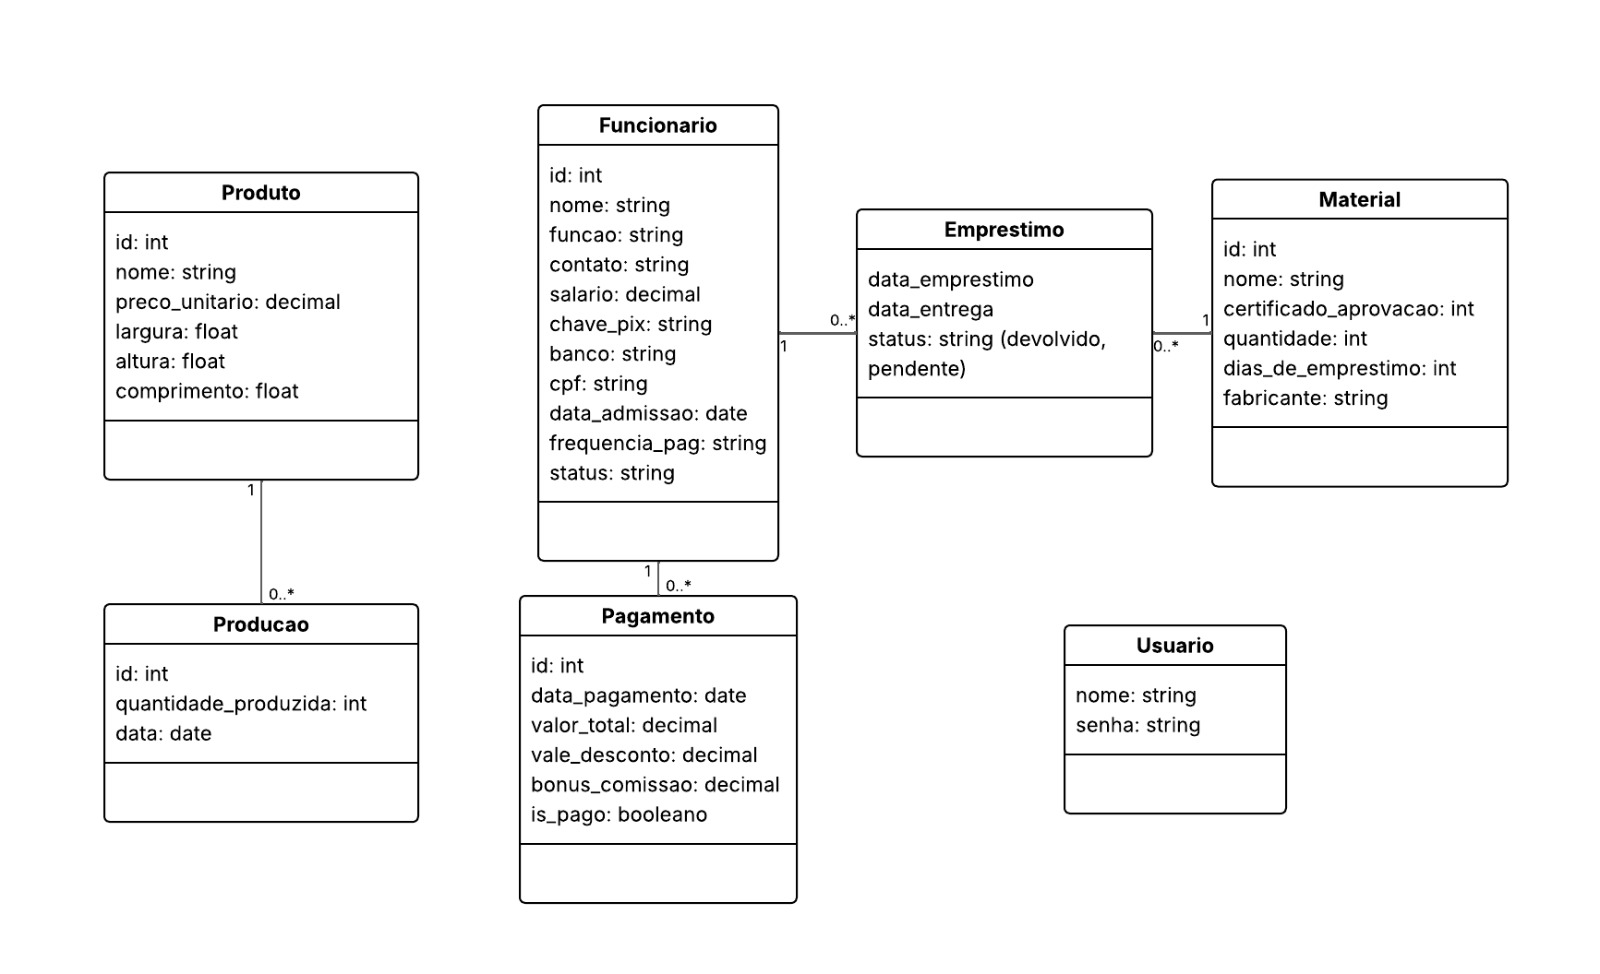 Produto
id: int
nome: string
preco_unitario: decimal
largura: float
altura: float
comprimento: float
1
0..*
Producao
id: int
quantidade_produzida: int
data: date
Funcionario
id: int
nome: string
funcao: string
contato: string
salario: decimal
chave_pix: string
banco: string
cpf: string
data_admissao: date
frequencia_pag: string
status: string
1
0..*
Pagamento
id: int
data_pagamento: date
valor_total: decimal
vale_desconto: decimal
bonus_comissao: decimal
is_pago: booleano
0..*
1
Emprestimo
data_emprestimo
data_entrega
status: string (devolvido,
pendente)
1
0..*
Material
id: int
nome: string
certificado_aprovacao: int
quantidade: int
dias_de_emprestimo: int
fabricante: string
Usuario
nome: string
senha: string